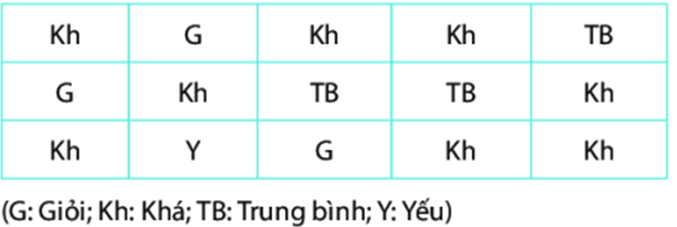 Kh G Kh Kh TB
G Kh TB TB Kh
Kh Y G Kh Kh
(G: Giỏi; Kh: Khá; TB: Trung bình; Y: Yếu)